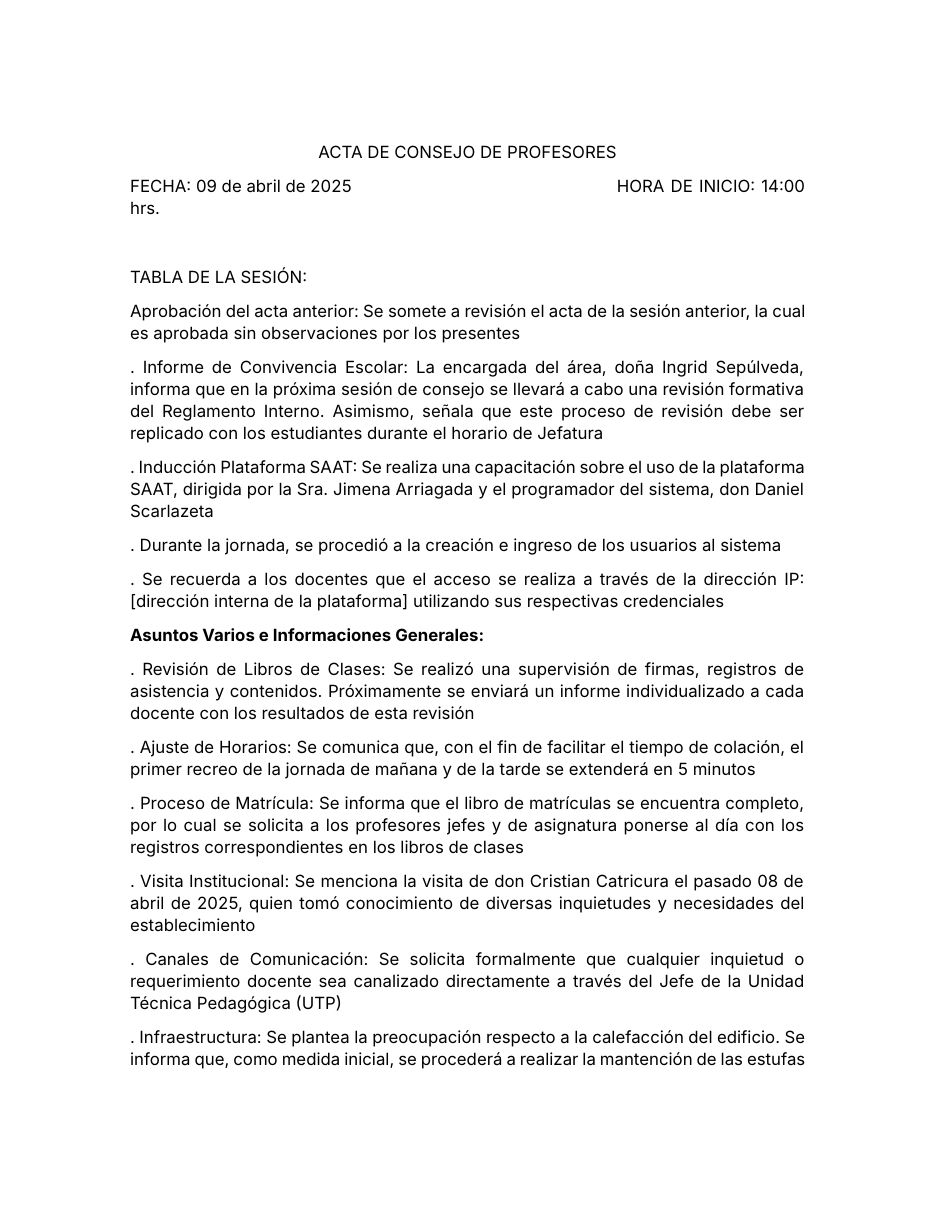 ACTA DE CONSEJO DE PROFESORES
FECHA: 09 de abril de 2025 HORA DE INICIO: 14:00
hrs.
TABLA DE LA SESIÓN:
Aprobación del acta anterior: Se somete a revisión el acta de la sesión anterior, la cual
es aprobada sin observaciones por los presentes
. Informe de Convivencia Escolar: La encargada del área, doña Ingrid Sepúlveda,
informa que en la próxima sesión de consejo se llevará a cabo una revisión formativa
del Reglamento Interno. Asimismo, señala que este proceso de revisión debe ser
replicado con los estudiantes durante el horario de Jefatura
. Inducción Plataforma SAAT: Se realiza una capacitación sobre el uso de la plataforma
SAAT, dirigida por la Sra. Jimena Arriagada y el programador del sistema, don Daniel
Scarlazeta
. Durante la jornada, se procedió a la creación e ingreso de los usuarios al sistema
. Se recuerda a los docentes que el acceso se realiza a través de la dirección IP:
[dirección interna de la plataforma] utilizando sus respectivas credenciales
Asuntos Varios e Informaciones Generales:
. Revisión de Libros de Clases: Se realizó una supervisión de firmas, registros de
asistencia y contenidos. Próximamente se enviará un informe individualizado a cada
docente con los resultados de esta revisión
. Ajuste de Horarios: Se comunica que, con el fin de facilitar el tiempo de colación, el
primer recreo de la jornada de mañana y de la tarde se extenderá en 5 minutos
. Proceso de Matrícula: Se informa que el libro de matrículas se encuentra completo,
por lo cual se solicita a los profesores jefes y de asignatura ponerse al día con los
registros correspondientes en los libros de clases
. Visita Institucional: Se menciona la visita de don Cristian Catricura el pasado 08 de
abril de 2025, quien tomó conocimiento de diversas inquietudes y necesidades del
establecimiento
. Canales de Comunicación: Se solicita formalmente que cualquier inquietud o
requerimiento docente sea canalizado directamente a través del Jefe de la Unidad
Técnica Pedagógica (UTP)
. Infraestructura: Se plantea la preocupación respecto a la calefacción del edificio. Se
informa que, como medida inicial, se procederá a realizar la mantención de las estufas